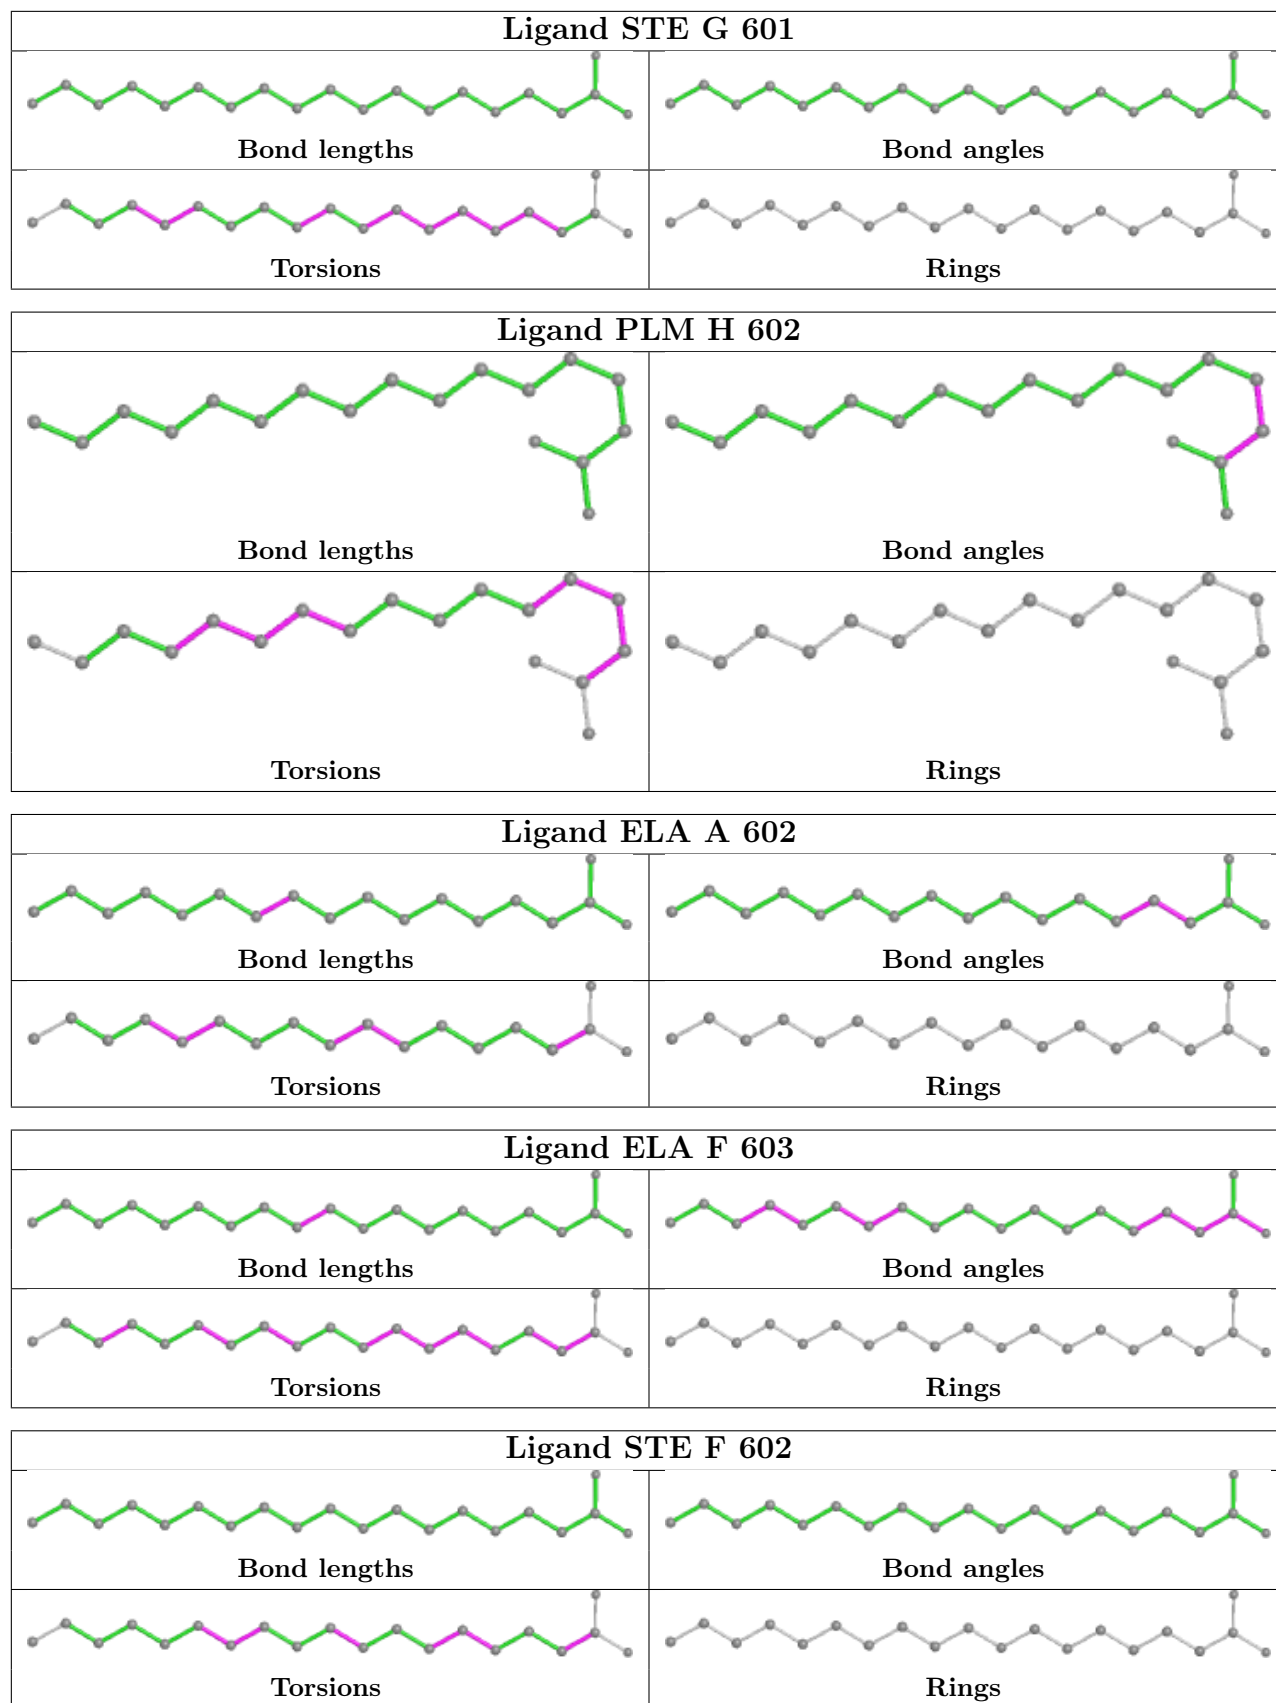 Ligand STE G 601
Bond lengths Bond angles
Torsions Rings
Ligand PLM H 602
Bond lengths Bond angles
Torsions Rings
Ligand ELA A 602
Bond lengths Bond angles
Torsions Rings
Ligand ELA F 603
Bond lengths Bond angles
Torsions Rings
Ligand STE F 602
Bond lengths Bond angles
Torsions Rings